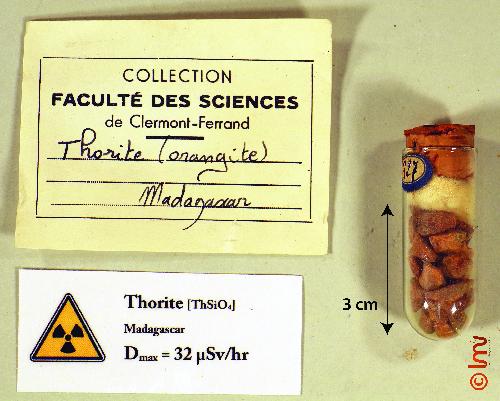 COLLECTION
FACULTÉ DES SCIENCES
de Clermont-Ferrand
Thorite (orangite)
Madagascar
Thorite [ThSiO₄]
Madagascar
Dmax = 32 µSv/hr
3 cm
© lmv